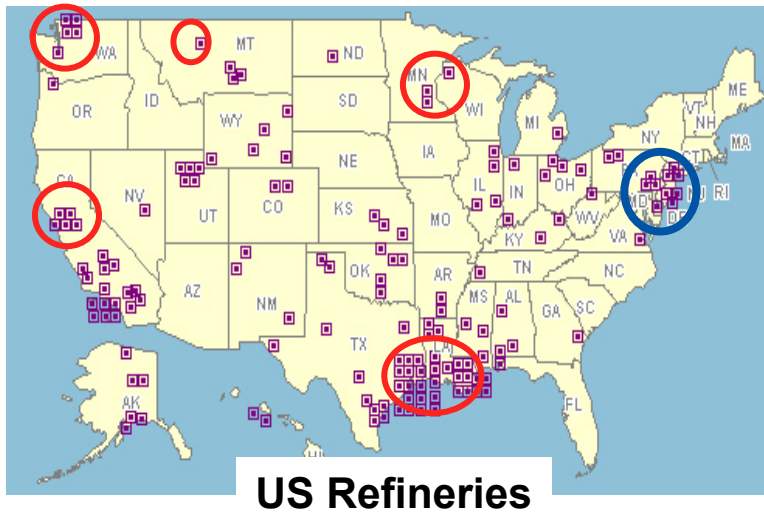 WA
MT
ND
MN
OR
ID
WY
SD
WI
MI
NY
VT
NH
ME
MA
CT
RI
NJ
PA
CA
NV
UT
CO
NE
IA
IL
IN
OH
WV
MD
DE
VA
KS
MO
KY
AZ
NM
OK
AR
TN
NC
SC
TX
LA
MS
AL
GA
FL
AK
HI
US Refineries